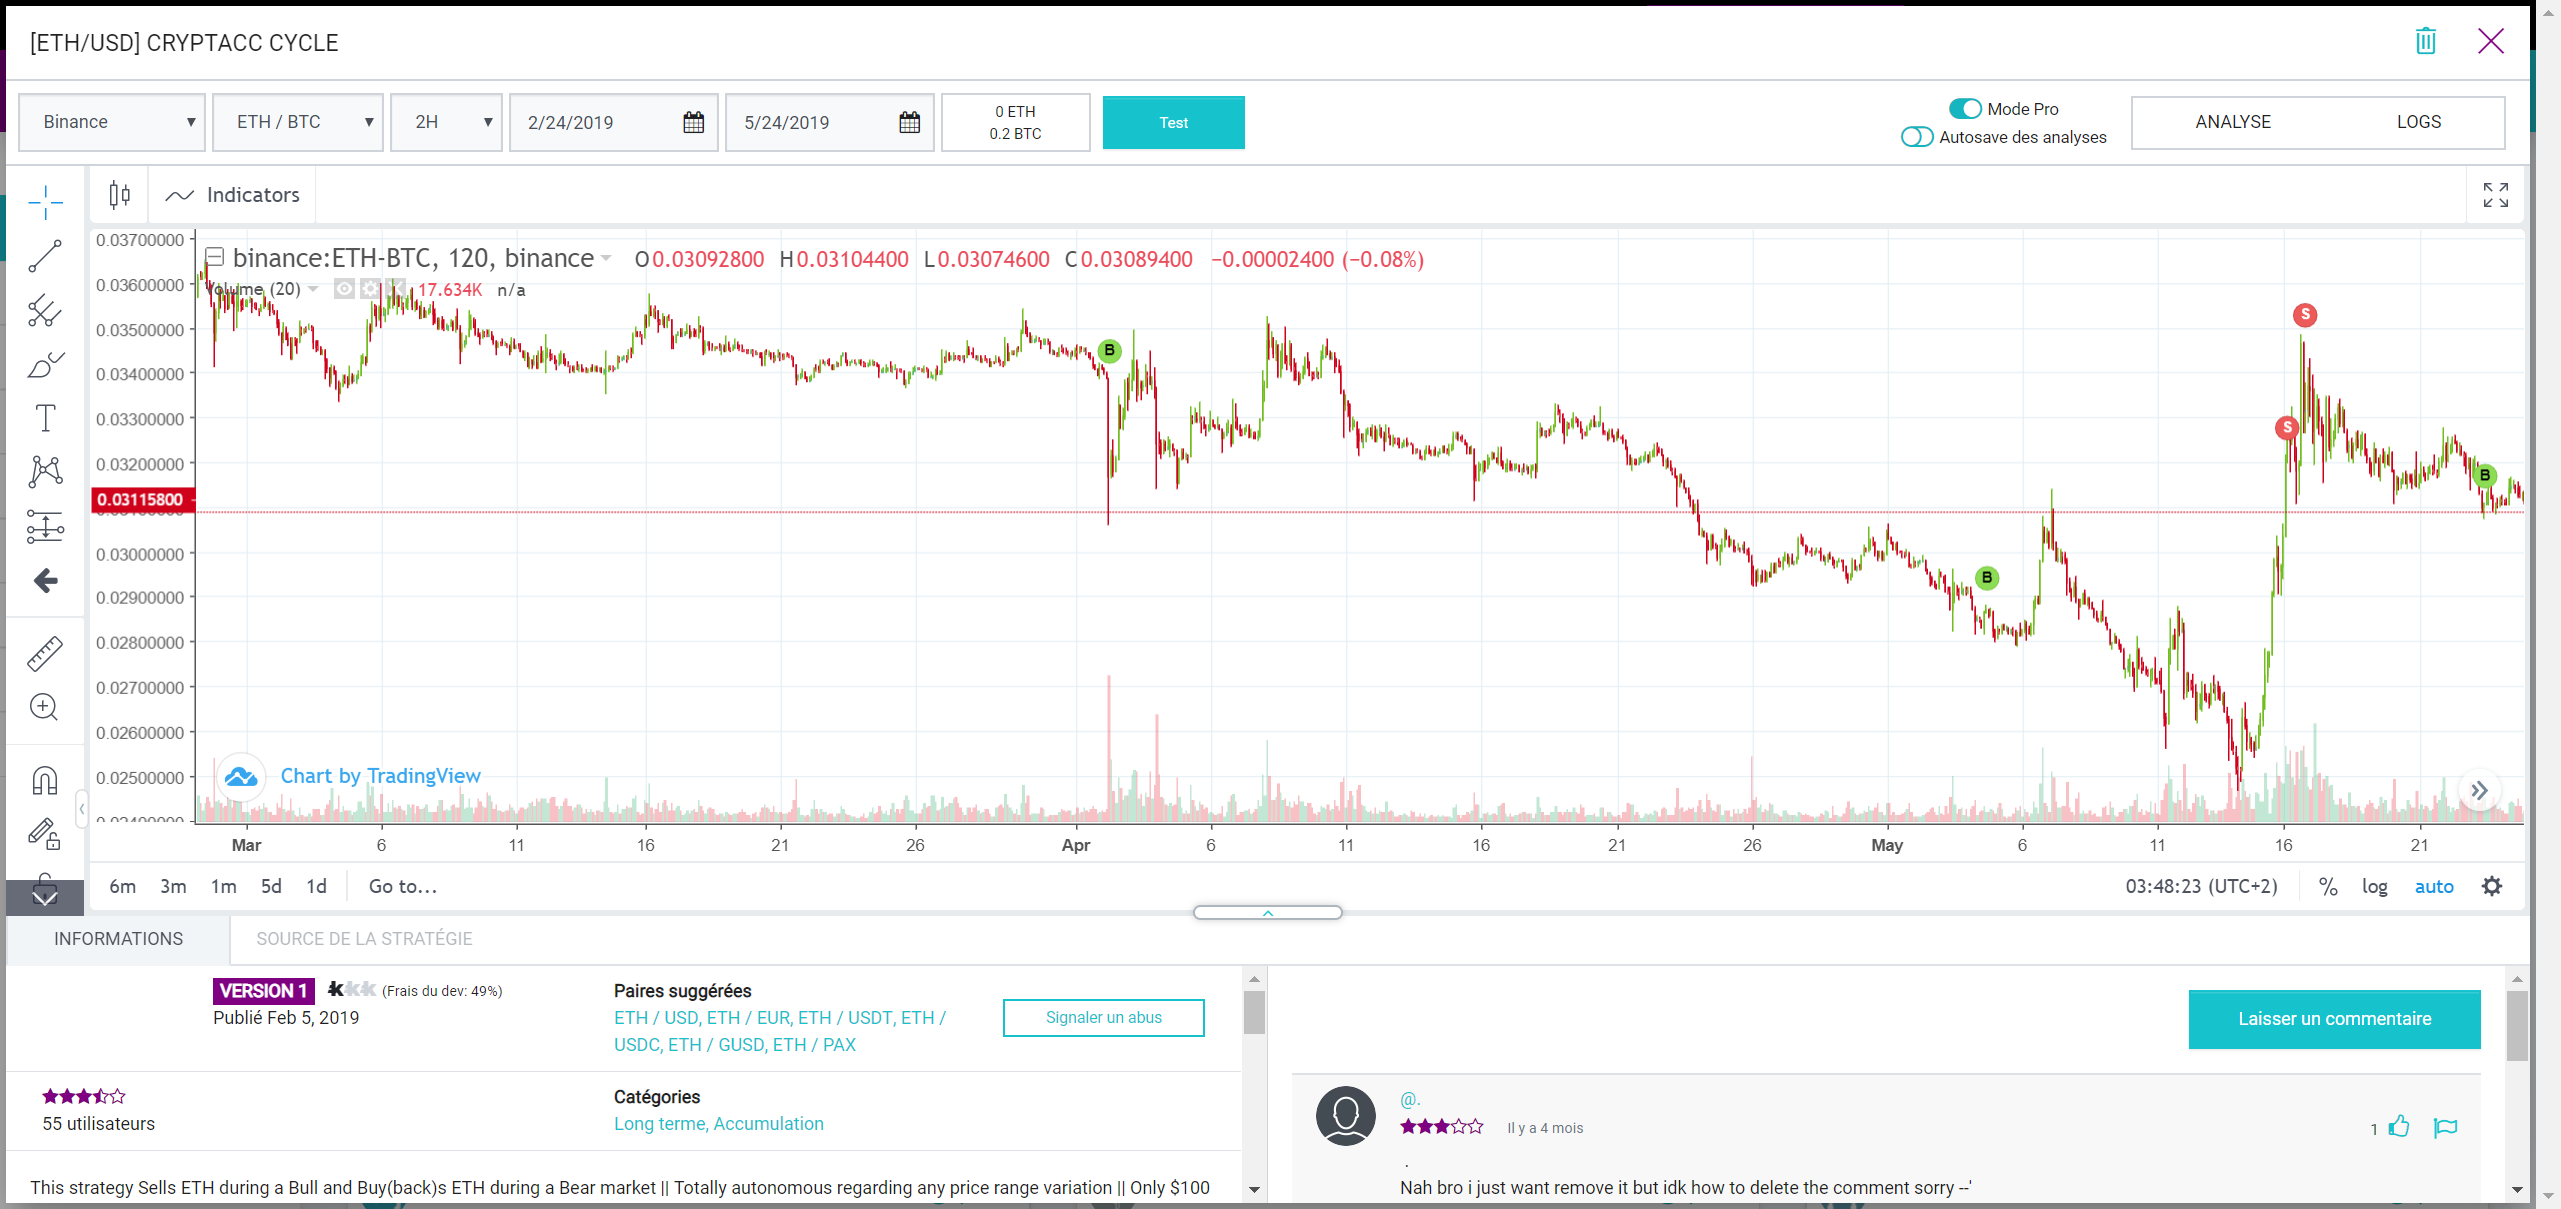 [ETH/USD] CRYPTACC CYCLE
Binance ▼ ETH / BTC ▼ 2H ▼ 2/24/2019 5/24/2019 0 ETH 0.2 BTC Test
Mode Pro
Autosave des analyses
ANALYSE LOGS
Indicators
binance:ETH-BTC, 120, binance O0.03092800 H0.03104400 L0.03074600 C0.03089400 −0.00002400 (−0.08%)
Volume (20) 17.634K n/a
0.03700000
0.03600000
0.03500000
0.03400000
0.03300000
0.03200000
0.03115800
0.03000000
0.02900000
0.02800000
0.02700000
0.02600000
0.02500000
0.02400000
B
B
S
S
B
Chart by TradingView
Mar 6 11 16 21 26 Apr 6 11 16 21 26 May 6 11 16 21
6m 3m 1m 5d 1d Go to...
03:48:23 (UTC+2) % log auto
INFORMATIONS SOURCE DE LA STRATÉGIE
VERSION 1 (Frais du dev: 49%)
Publié Feb 5, 2019
Paires suggérées
ETH / USD, ETH / EUR, ETH / USDT, ETH /
USDC, ETH / GUSD, ETH / PAX
Signaler un abus
55 utilisateurs
Catégories
Long terme, Accumulation
This strategy Sells ETH during a Bull and Buy(back)s ETH during a Bear market || Totally autonomous regarding any price range variation || Only $100
Laisser un commentaire
@.
Il y a 4 mois
1
.
Nah bro i just want remove it but idk how to delete the comment sorry --'